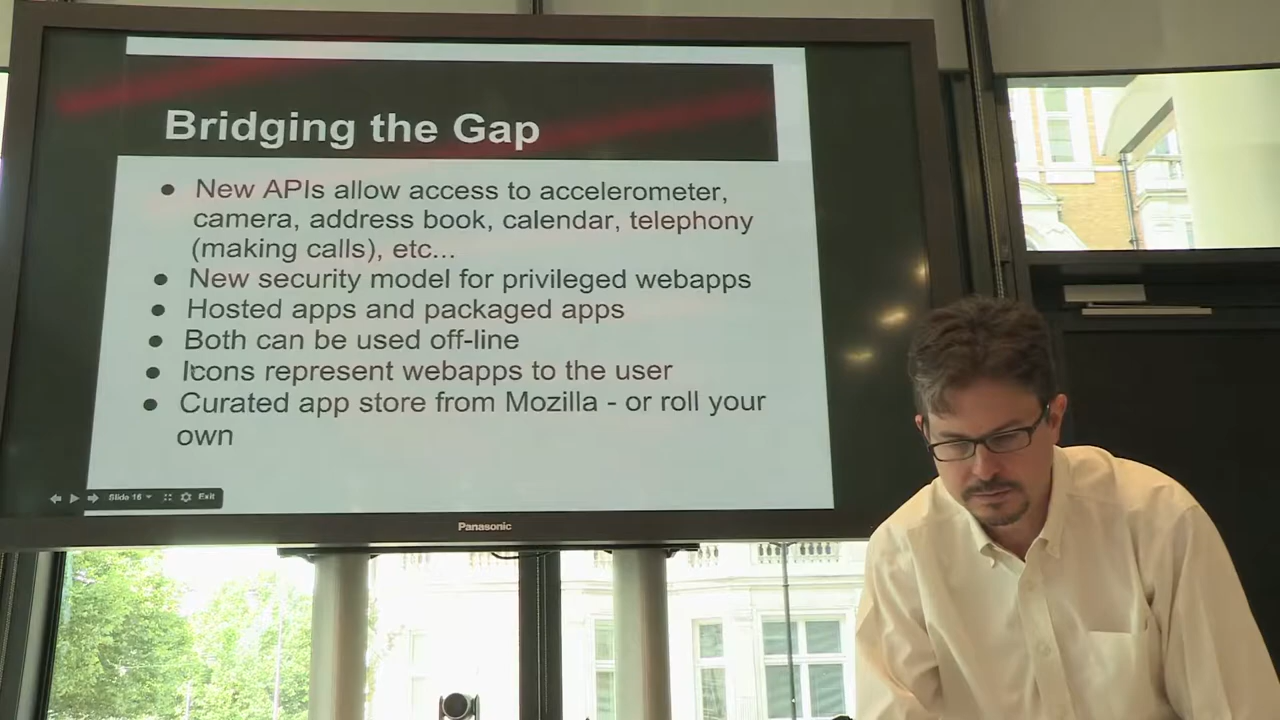 Bridging the Gap
● New APIs allow access to accelerometer,
camera, address book, calendar, telephony
(making calls), etc...
● New security model for privileged webapps
● Hosted apps and packaged apps
● Both can be used off-line
● Icons represent webapps to the user
● Curated app store from Mozilla - or roll your
own
Slide 16 Exit
Panasonic